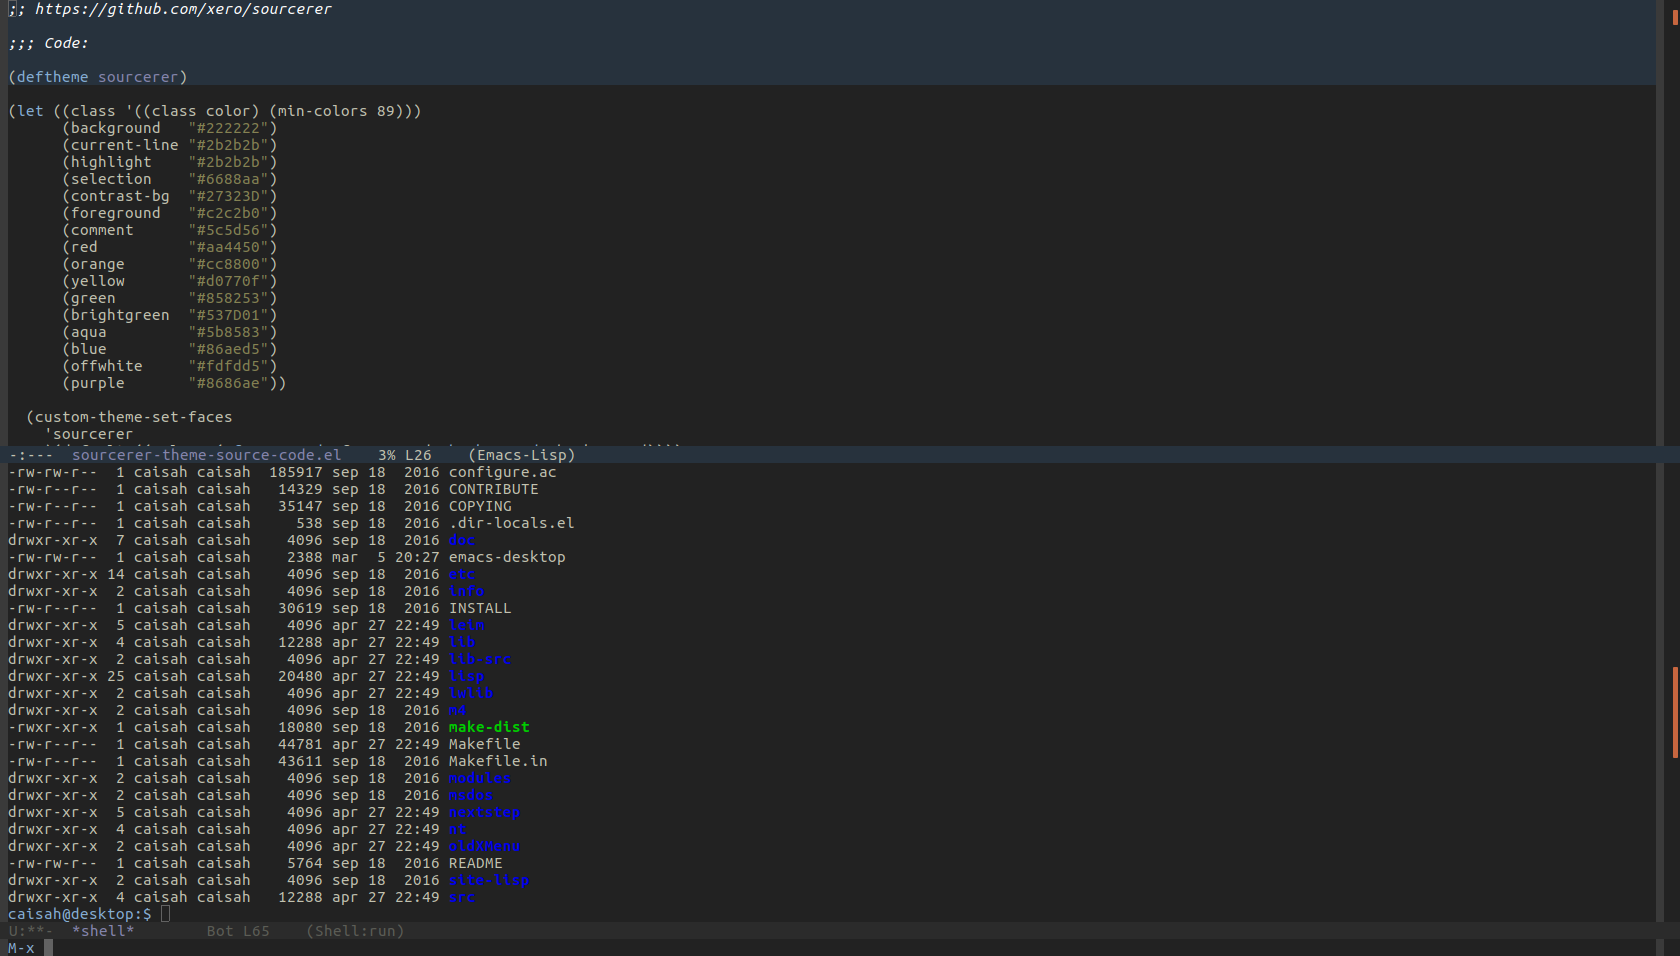 ;; https://github.com/xero/sourcerer
;;; Code:
(deftheme sourcerer)
(let ((class '((class color) (min-colors 89)))
(background "#222222")
(current-line "#2b2b2b")
(highlight "#2b2b2b")
(selection "#6688aa")
(contrast-bg "#27323D")
(foreground "#c2c2b0")
(comment "#5c5d56")
(red "#aa4450")
(orange "#cc8800")
(yellow "#d0770f")
(green "#858253")
(brightgreen "#537D01")
(aqua "#5b8583")
(blue "#86aed5")
(offwhite "#fdfdd5")
(purple "#8686ae"))
(custom-theme-set-faces
'sourcerer
-:--- sourcerer-theme-source-code.el 3% L26 (Emacs-Lisp)
-rw-rw-r-- 1 caisah caisah 185917 sep 18 2016 configure.ac
-rw-r--r-- 1 caisah caisah 14329 sep 18 2016 CONTRIBUTE
-rw-r--r-- 1 caisah caisah 35147 sep 18 2016 COPYING
-rw-r--r-- 1 caisah caisah 538 sep 18 2016 .dir-locals.el
drwxr-xr-x 7 caisah caisah 4096 sep 18 2016 doc
-rw-rw-r-- 1 caisah caisah 2388 mar 5 20:27 emacs-desktop
drwxr-xr-x 14 caisah caisah 4096 sep 18 2016 etc
drwxr-xr-x 2 caisah caisah 4096 sep 18 2016 info
-rw-r--r-- 1 caisah caisah 30619 sep 18 2016 INSTALL
drwxr-xr-x 5 caisah caisah 4096 apr 27 22:49 leim
drwxr-xr-x 4 caisah caisah 12288 apr 27 22:49 lib
drwxr-xr-x 2 caisah caisah 4096 apr 27 22:49 lib-src
drwxr-xr-x 25 caisah caisah 20480 apr 27 22:49 lisp
drwxr-xr-x 2 caisah caisah 4096 apr 27 22:49 lwlib
drwxr-xr-x 2 caisah caisah 4096 sep 18 2016 m4
-rwxr-xr-x 1 caisah caisah 18080 sep 18 2016 make-dist
-rw-r--r-- 1 caisah caisah 44781 apr 27 22:49 Makefile
-rw-r--r-- 1 caisah caisah 43611 sep 18 2016 Makefile.in
drwxr-xr-x 2 caisah caisah 4096 sep 18 2016 modules
drwxr-xr-x 2 caisah caisah 4096 sep 18 2016 msdos
drwxr-xr-x 5 caisah caisah 4096 apr 27 22:49 nextstep
drwxr-xr-x 4 caisah caisah 4096 apr 27 22:49 nt
drwxr-xr-x 2 caisah caisah 4096 apr 27 22:49 oldXMenu
-rw-rw-r-- 1 caisah caisah 5764 sep 18 2016 README
drwxr-xr-x 2 caisah caisah 4096 sep 18 2016 site-lisp
drwxr-xr-x 4 caisah caisah 12288 apr 27 22:49 src
caisah@desktop:$
U:**- *shell* Bot L65 (Shell:run)
M-x